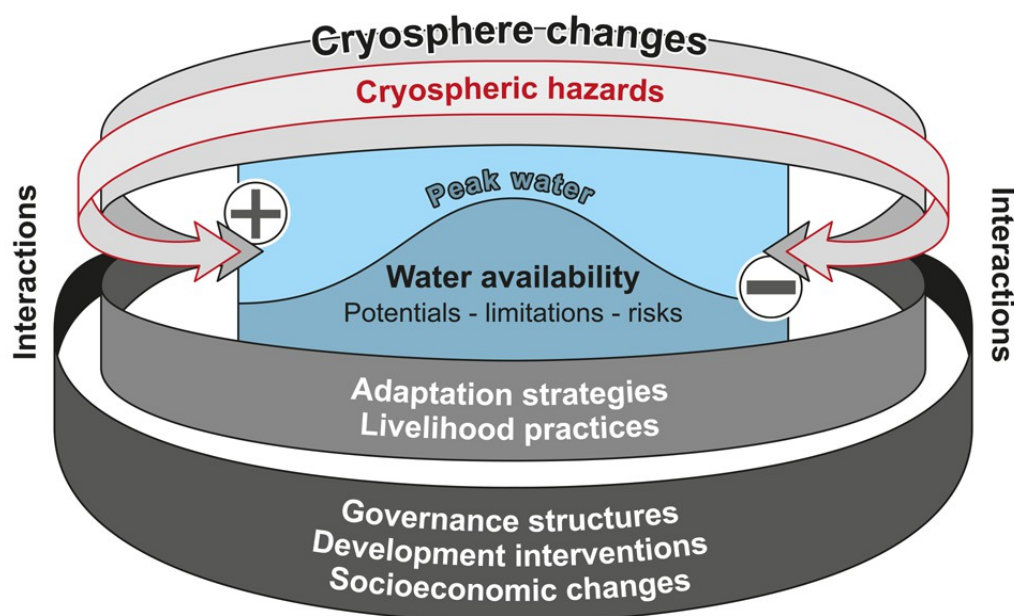 Cryosphere changes
Cryospheric hazards
Peak water
+
Interactions
Interactions
Water availability
−
Potentials - limitations - risks
Adaptation strategies
Livelihood practices
Governance structures
Development interventions
Socioeconomic changes